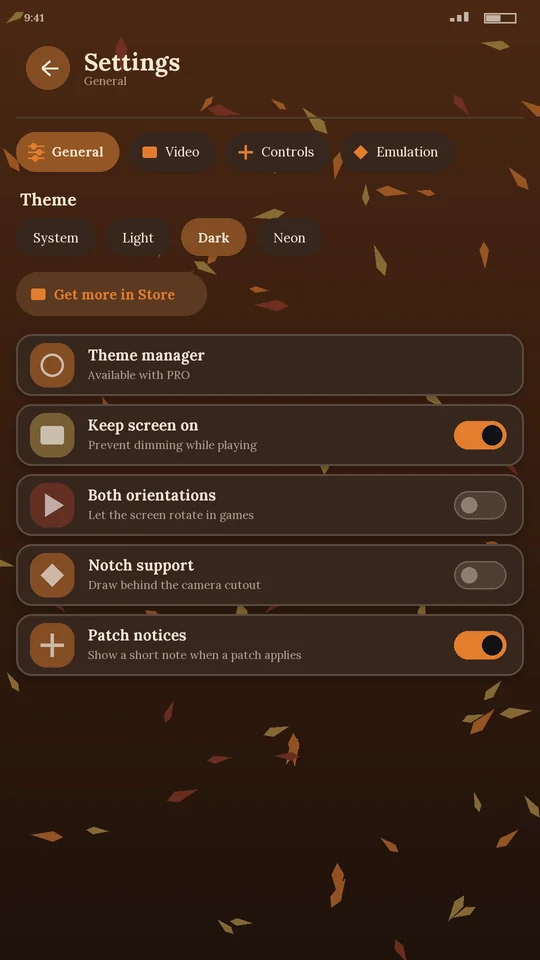 9:41
Settings
General
General
Video
Controls
Emulation
Theme
System
Light
Dark
Neon
Get more in Store
Theme manager
Available with PRO
Keep screen on
Prevent dimming while playing
Both orientations
Let the screen rotate in games
Notch support
Draw behind the camera cutout
Patch notices
Show a short note when a patch applies